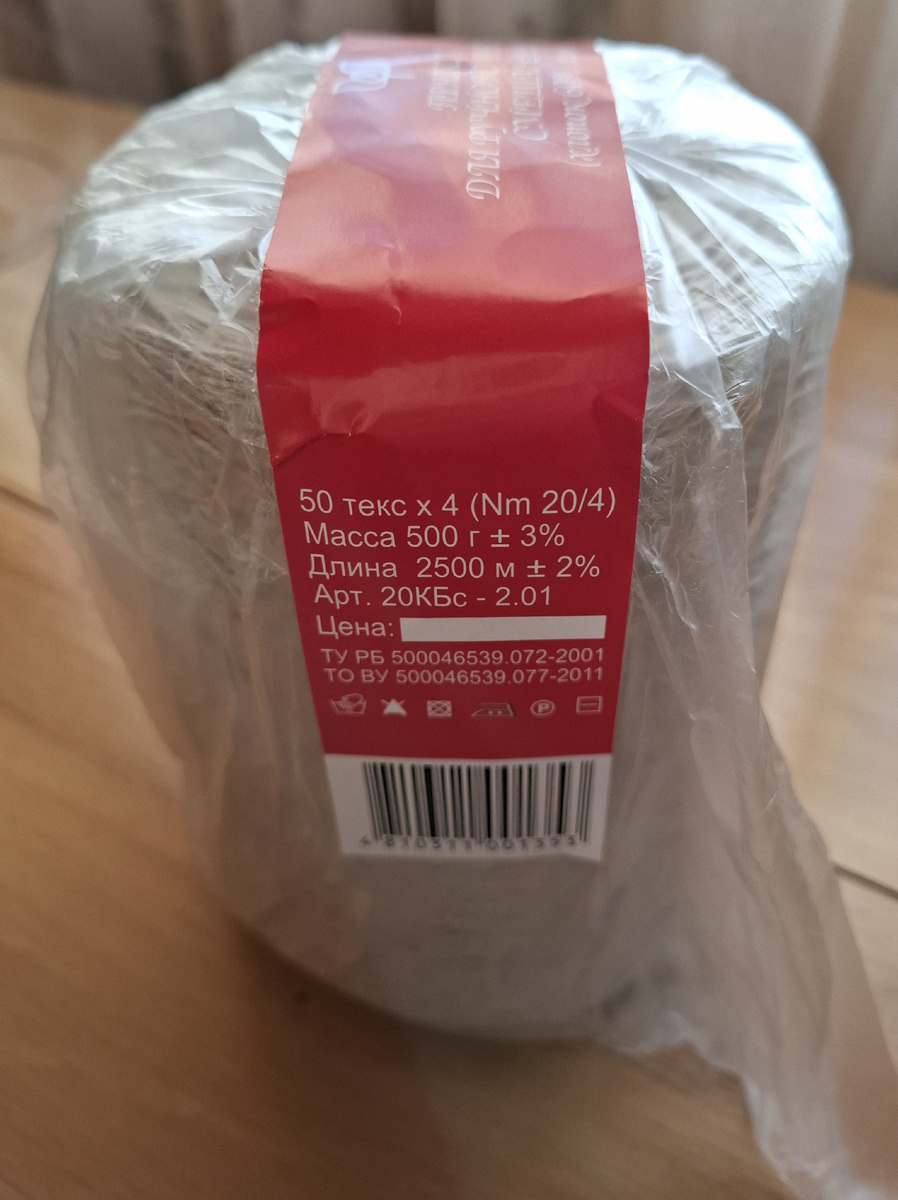 для
50 текс х 4 (Nm 20/4)
Масса 500 г ± 3%
Длина 2500 м ± 2%
Арт. 20КБс - 2.01
Цена:
ТУ РБ 500046539.072-2001
ТО BY 500046539.077-2011
P